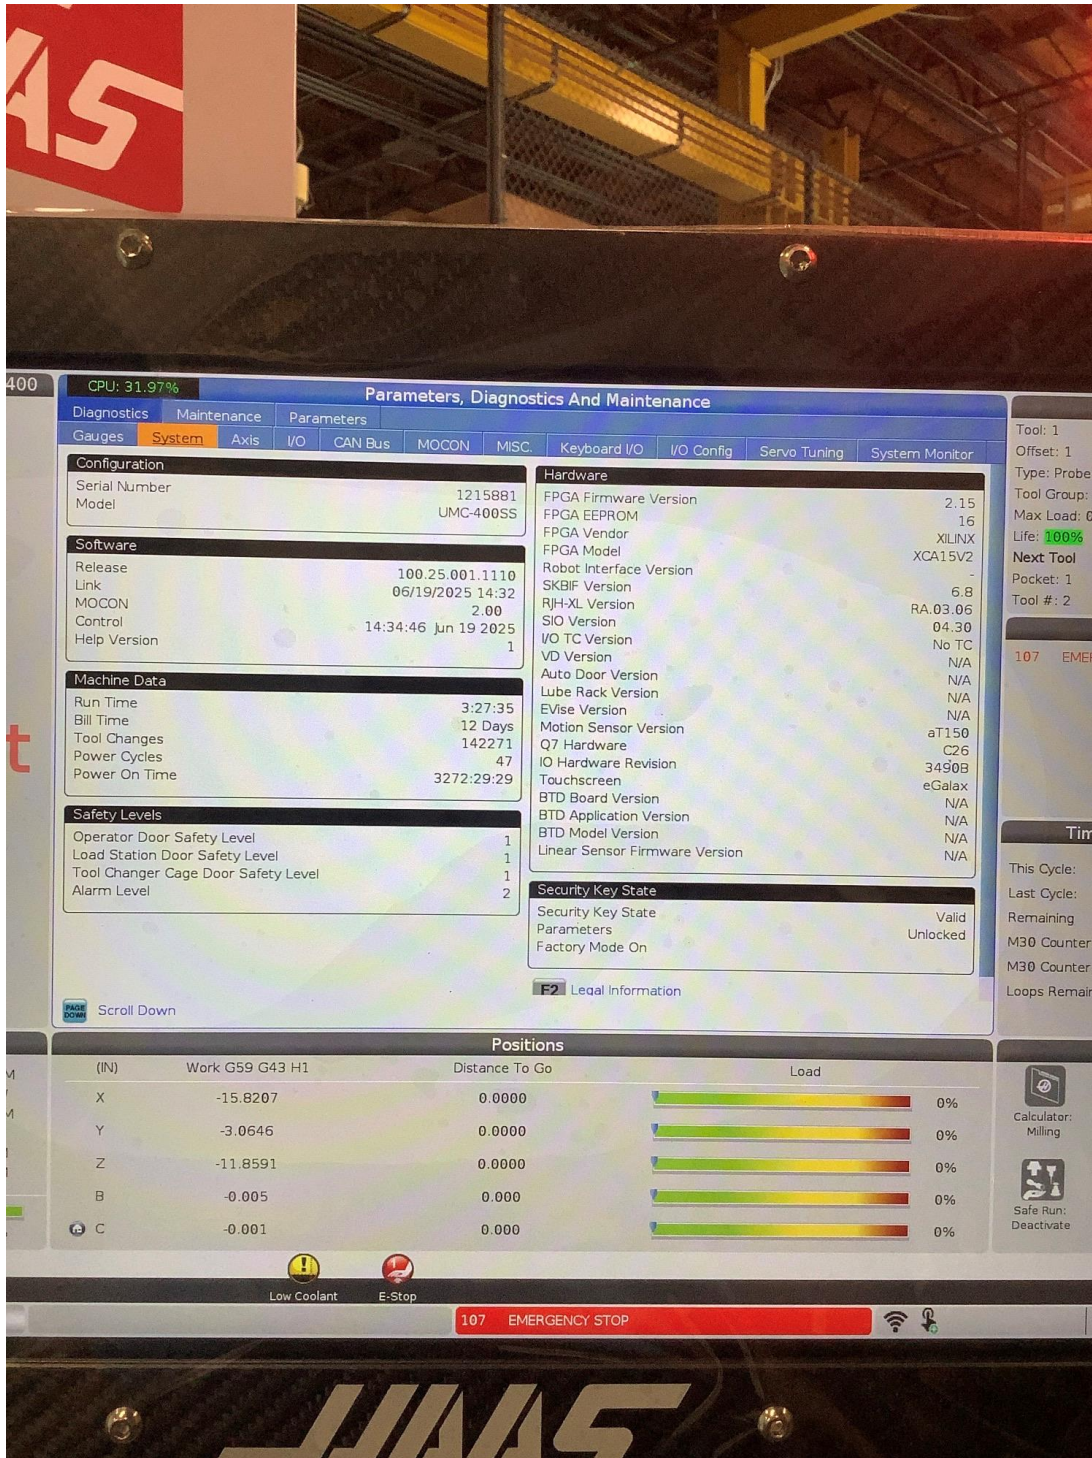 AAS
400
CPU: 31.97%
Parameters, Diagnostics And Maintenance
Diagnostics Maintenance Parameters
Gauges System Axis I/O CAN Bus MOCON MISC. Keyboard I/O I/O Config Servo Tuning System Monitor
Configuration
Serial Number 1215881
Model UMC-400SS
Software
Release 100.25.001.1110
Link 06/19/2025 14:32
MOCON 2.00
Control 14:34:46 Jun 19 2025
Help Version 1
Machine Data
Run Time 3:27:35
Bill Time 12 Days
Tool Changes 142271
Power Cycles 47
Power On Time 3272:29:29
Safety Levels
Operator Door Safety Level 1
Load Station Door Safety Level 1
Tool Changer Cage Door Safety Level 1
Alarm Level 2
Hardware
FPGA Firmware Version 2.15
FPGA EEPROM 16
FPGA Vendor XILINX
FPGA Model XCA15V2
Robot Interface Version -
SKBIF Version 6.8
RJH-XL Version RA.03.06
SIO Version 04.30
I/O TC Version No TC
VD Version N/A
Auto Door Version N/A
Lube Rack Version N/A
EVise Version N/A
Motion Sensor Version aT150
Q7 Hardware C26
IO Hardware Revision 3490B
Touchscreen eGalax
BTD Board Version N/A
BTD Application Version N/A
BTD Model Version N/A
Linear Sensor Firmware Version N/A
Security Key State
Security Key State Valid
Parameters Unlocked
Factory Mode On
F2 Legal Information
PAGE DOWN Scroll Down
Tool: 1
Offset: 1
Type: Probe
Tool Group:
Max Load: 0
Life: 100%
Next Tool
Pocket: 1
Tool #: 2
107 EME
t
Tim
This Cycle:
Last Cycle:
Remaining
M30 Counter
M30 Counter
Loops Remain
Positions
(IN) Work G59 G43 H1 Distance To Go Load
X -15.8207 0.0000 0%
Y -3.0646 0.0000 0%
Z -11.8591 0.0000 0%
B -0.005 0.000 0%
C -0.001 0.000 0%
Calculator:
Milling
Safe Run:
Deactivate
Low Coolant E-Stop
107 EMERGENCY STOP
HAAS